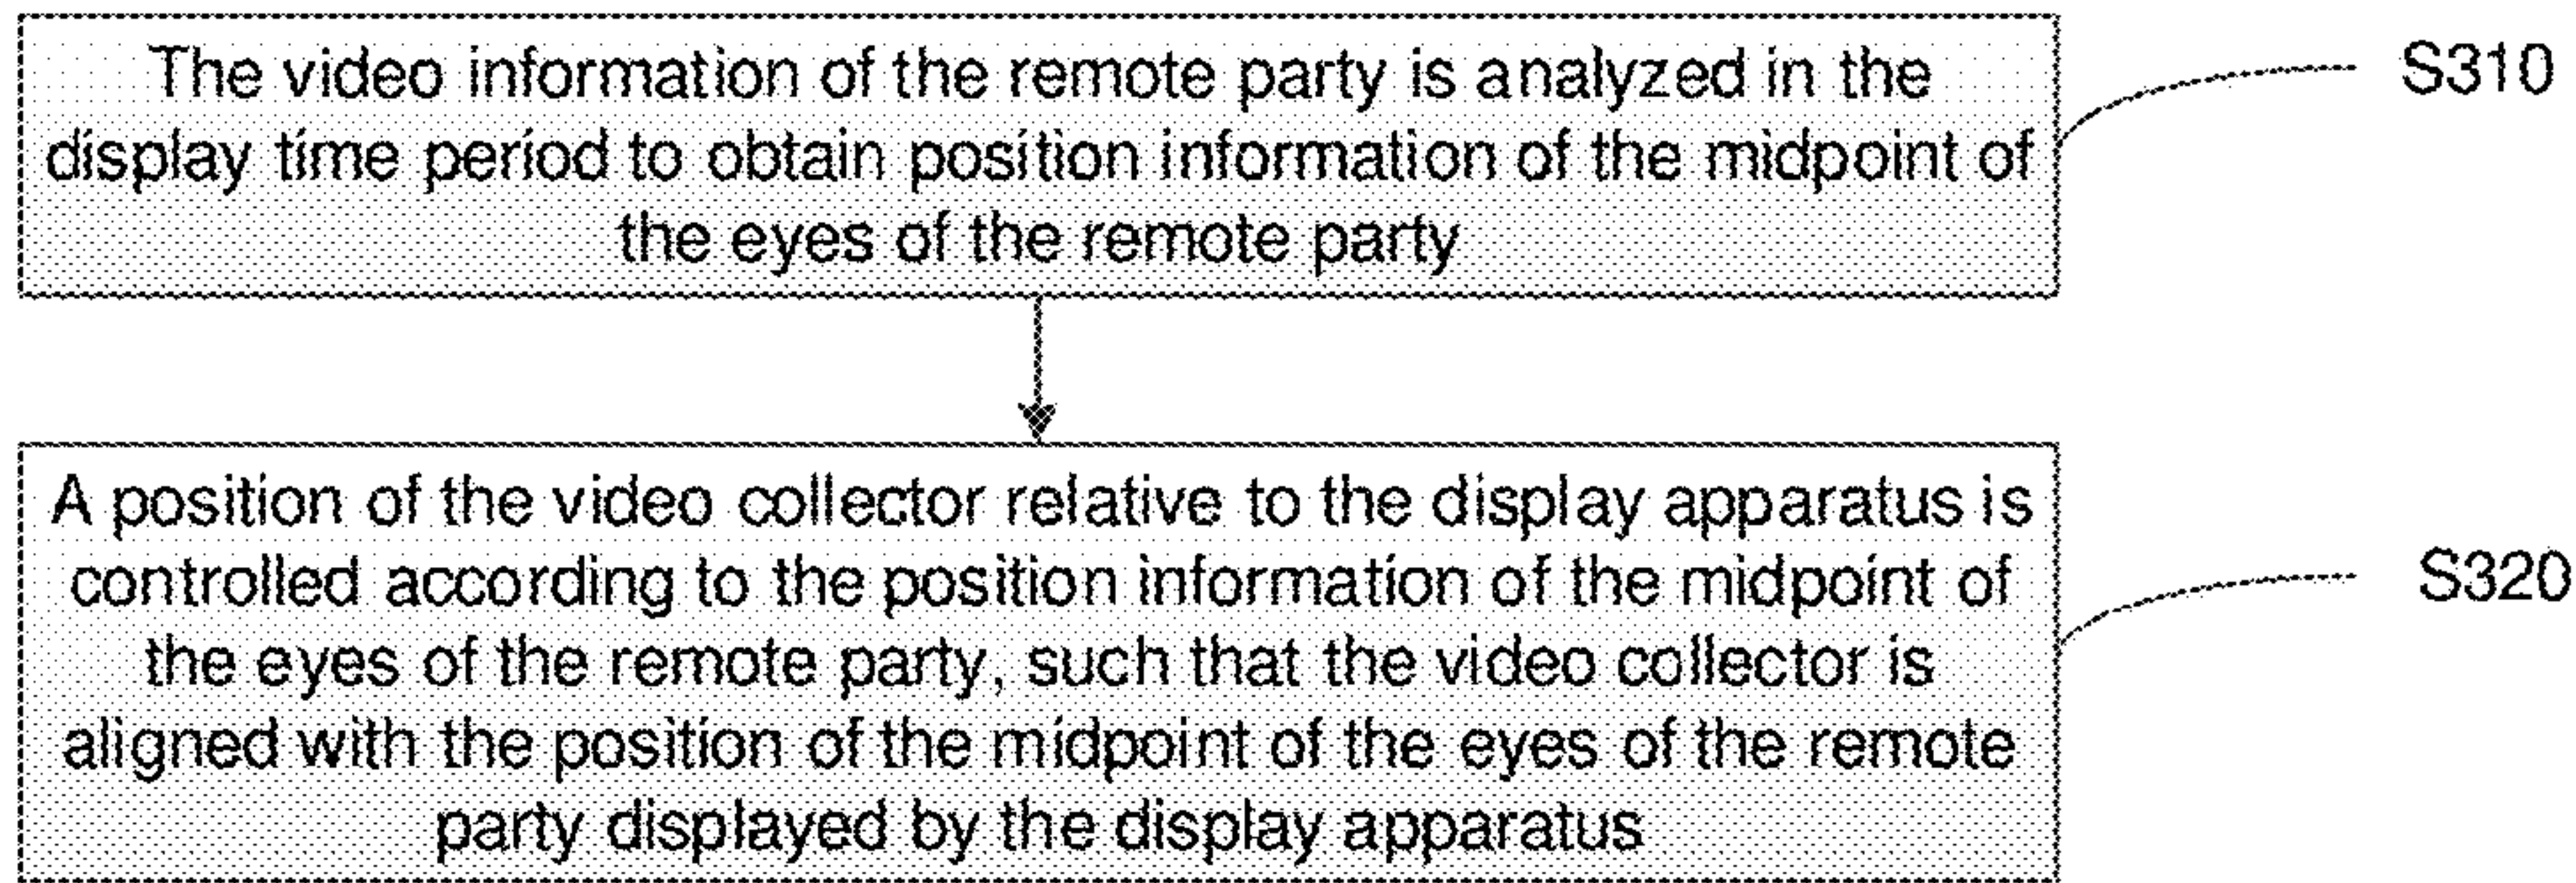 The video information of the remote party is analyzed in the
display time period to obtain position information of the midpoint of
the eyes of the remote party
S310
A position of the video collector relative to the display apparatus is
controlled according to the position information of the midpoint of
the eyes of the remote party, such that the video collector is
aligned with the position of the midpoint of the eyes of the remote
party displayed by the display apparatus
S320